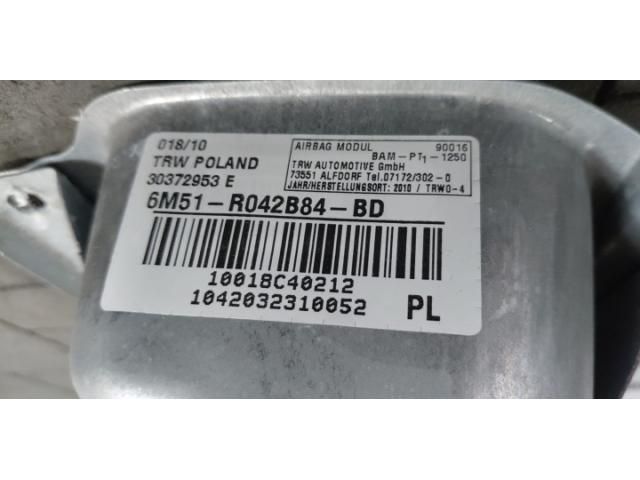 018/10
TRW POLAND
30372953 E
AIRBAG MODUL 90016
BAM-PT1-1250
TRW AUTOMOTIVE GmbH
73551 ALFDORF Tel.07172/302-0
JAHR/HERSTELLUNGSORT: 2010 / TRWO-4
6M51-R042B84-BD
10018C40212
1042032310052 PL